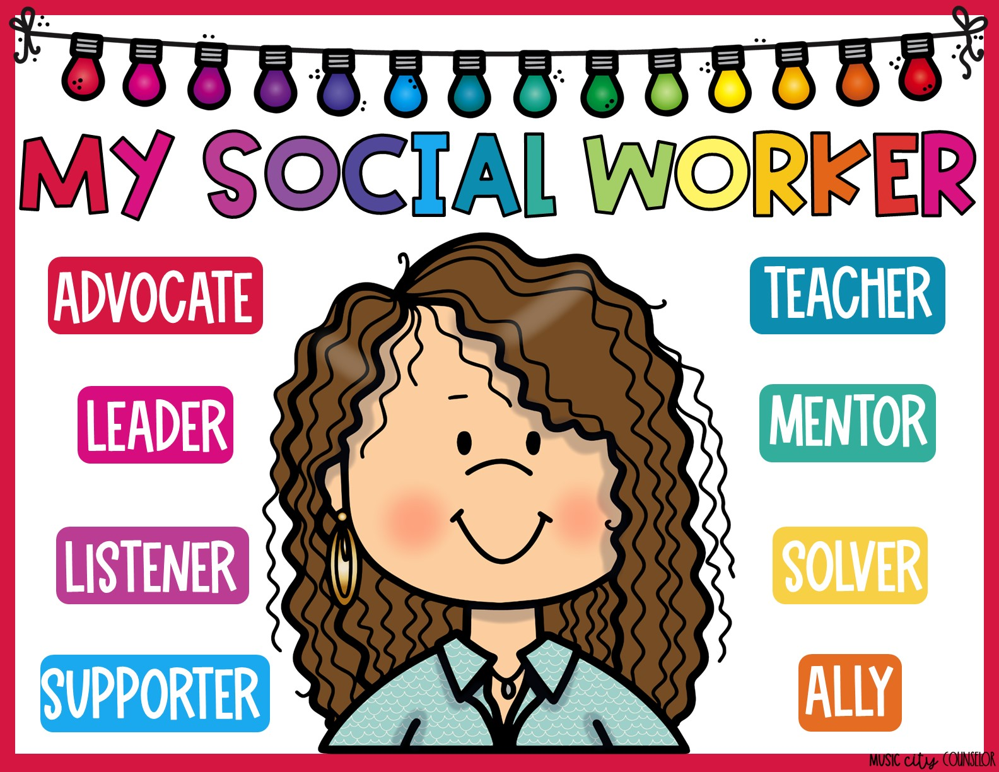 MY SOCIAL WORKER
ADVOCATE
LEADER
LISTENER
SUPPORTER
TEACHER
MENTOR
SOLVER
ALLY
MUSIC city COUNSELOR